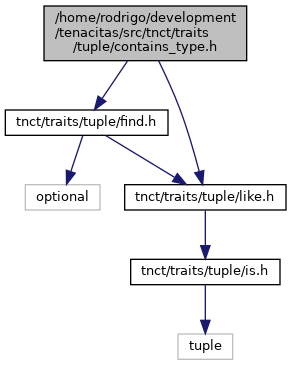 /home/rodrigo/development
/tenacitas/src/tnct/traits
/tuple/contains_type.h
tnct/traits/tuple/find.h
optional
tnct/traits/tuple/like.h
tnct/traits/tuple/is.h
tuple